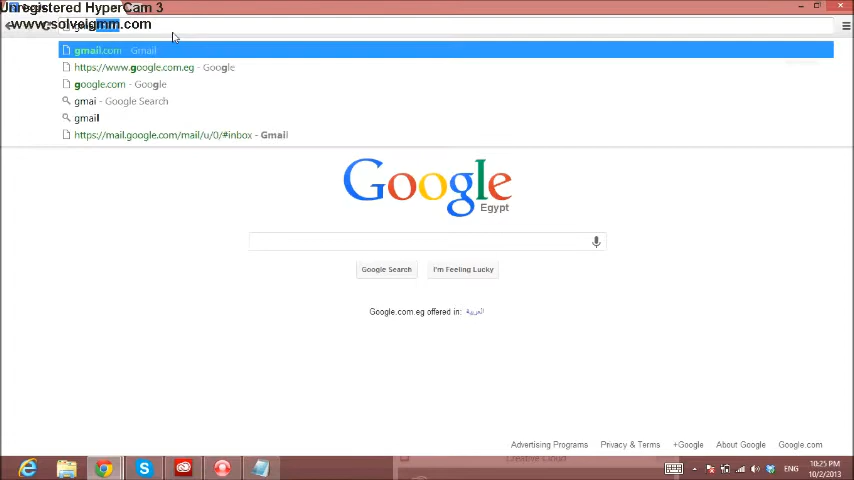 Unregistered HyperCam 3
www.solveigmm.com
gmail.com - Gmail
https://www.google.com.eg - Google
google.com - Google
gmai - Google Search
gmail
https://mail.google.com/mail/u/0/#inbox - Gmail
Google
Egypt
Google Search
I'm Feeling Lucky
Google.com.eg offered in: العربية
Advertising Programs
Privacy & Terms
+Google
About Google
Google.com
Creative Cloud
ENG
10:25 PM
10/2/2013